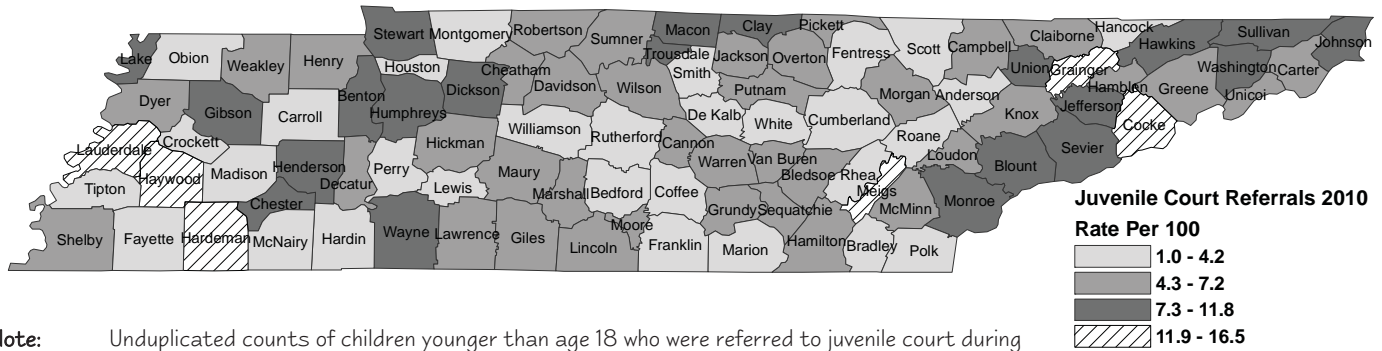 Stewart Montgomery Robertson Sumner Macon Clay Pickett Scott Campbell Claiborne Hancock Hawkins Sullivan Johnson
Lake Obion Weakley Henry Houston Cheatham Trousdale Smith Jackson Overton Fentress Union Grainger Hamblen Washington Carter
Dyer Gibson Carroll Benton Humphreys Dickson Davidson Wilson Putnam Morgan Anderson Knox Jefferson Greene Unicoi
Lauderdale Crockett Hickman Williamson Rutherford De Kalb White Cumberland Roane Loudon Cocke
Haywood Madison Henderson Decatur Perry Maury Cannon Warren Van Buren Bledsoe Rhea Blount Sevier
Tipton Chester Lewis Marshall Bedford Coffee Grundy Sequatchie Meigs McMinn Monroe
Shelby Fayette Hardeman McNairy Hardin Wayne Lawrence Giles Lincoln Moore Franklin Marion Hamilton Bradley Polk
Juvenile Court Referrals 2010
Rate Per 100
1.0 - 4.2
4.3 - 7.2
7.3 - 11.8
11.9 - 16.5
Unduplicated counts of children younger than age 18 who were referred to juvenile court during